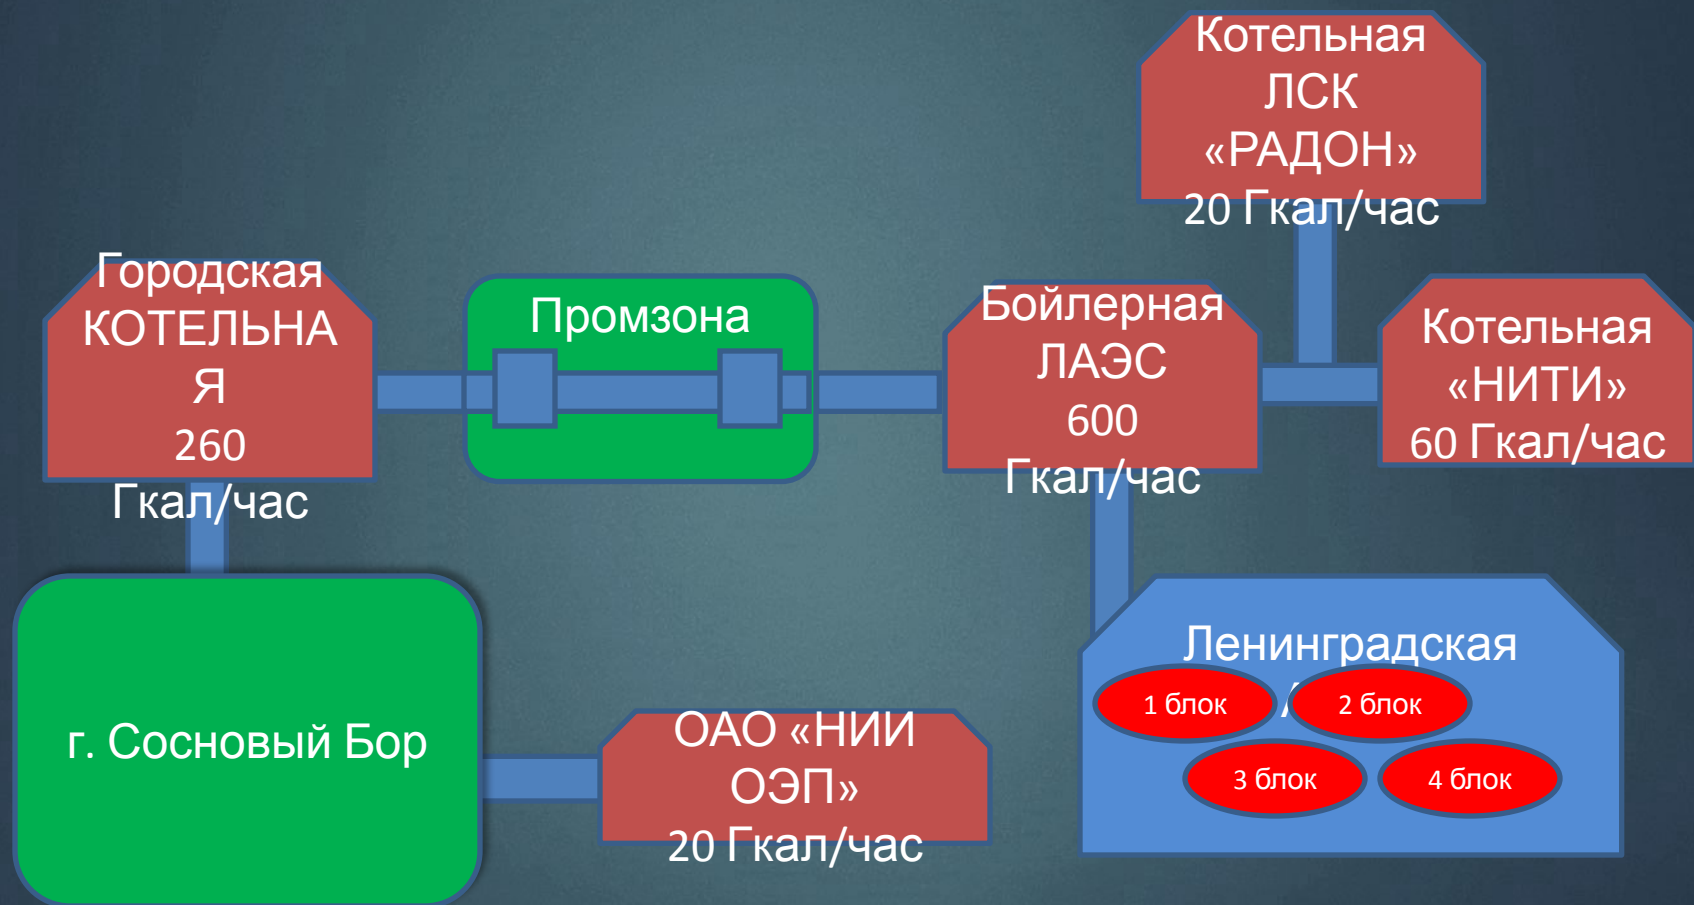 Котельная
ЛСК
«РАДОН»
20 Гкал/час
Городская
КОТЕЛЬНА
Я
260
Гкал/час
Промзона
Бойлерная
ЛАЭС
600
Гкал/час
Котельная
«НИТИ»
60 Гкал/час
г. Сосновый Бор
ОАО «НИИ
ОЭП»
20 Гкал/час
Ленинградская
1 блок
2 блок
3 блок
4 блок